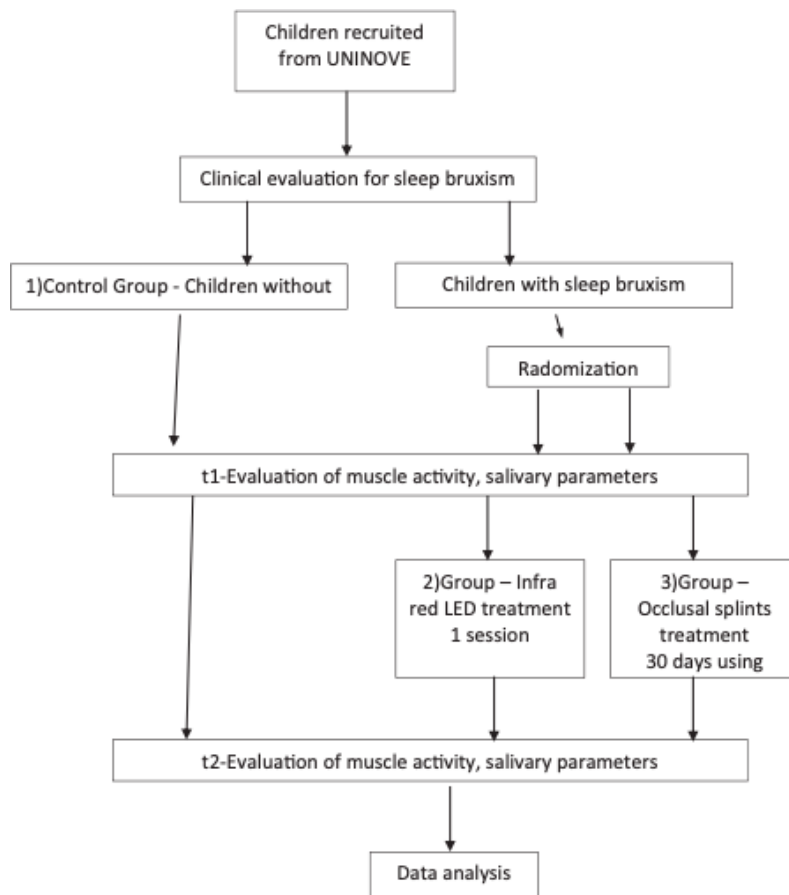 Children recruited
from UNINOVE
Clinical evaluation for sleep bruxism
1)Control Group - Children without
Children with sleep bruxism
Radomization
t1-Evaluation of muscle activity, salivary parameters
2)Group – Infra
red LED treatment
1 session
3)Group –
Occlusal splints
treatment
30 days using
t2-Evaluation of muscle activity, salivary parameters
Data analysis